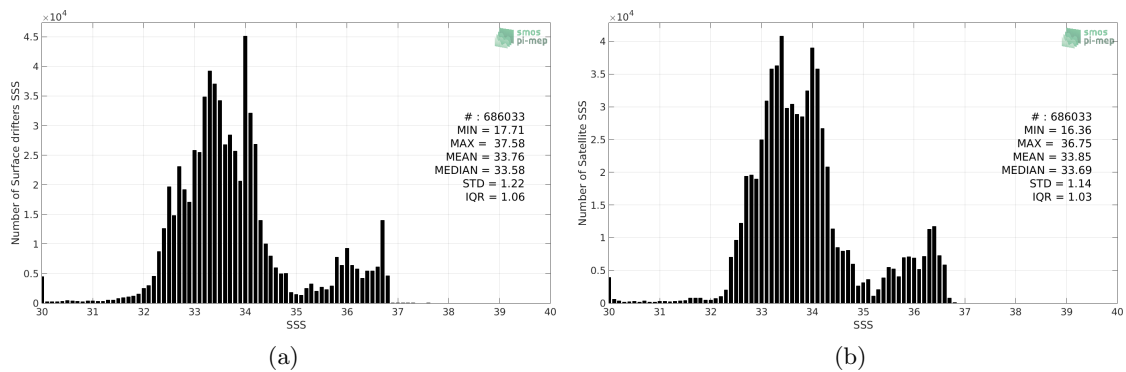 ×10⁴
4.5
4
3.5
3
2.5
2
1.5
1
0.5
0
Number of Surface drifters SSS
smos
pi-mep
# : 686033
MIN = 17.71
MAX = 37.58
MEAN = 33.76
MEDIAN = 33.58
STD = 1.22
IQR = 1.06
30 31 32 33 34 35 36 37 38 39 40
SSS
(a)
×10⁴
4
3.5
3
2.5
2
1.5
1
0.5
0
Number of Satellite SSS
smos
pi-mep
# : 686033
MIN = 16.36
MAX = 36.75
MEAN = 33.85
MEDIAN = 33.69
STD = 1.14
IQR = 1.03
30 31 32 33 34 35 36 37 38 39 40
SSS
(b)